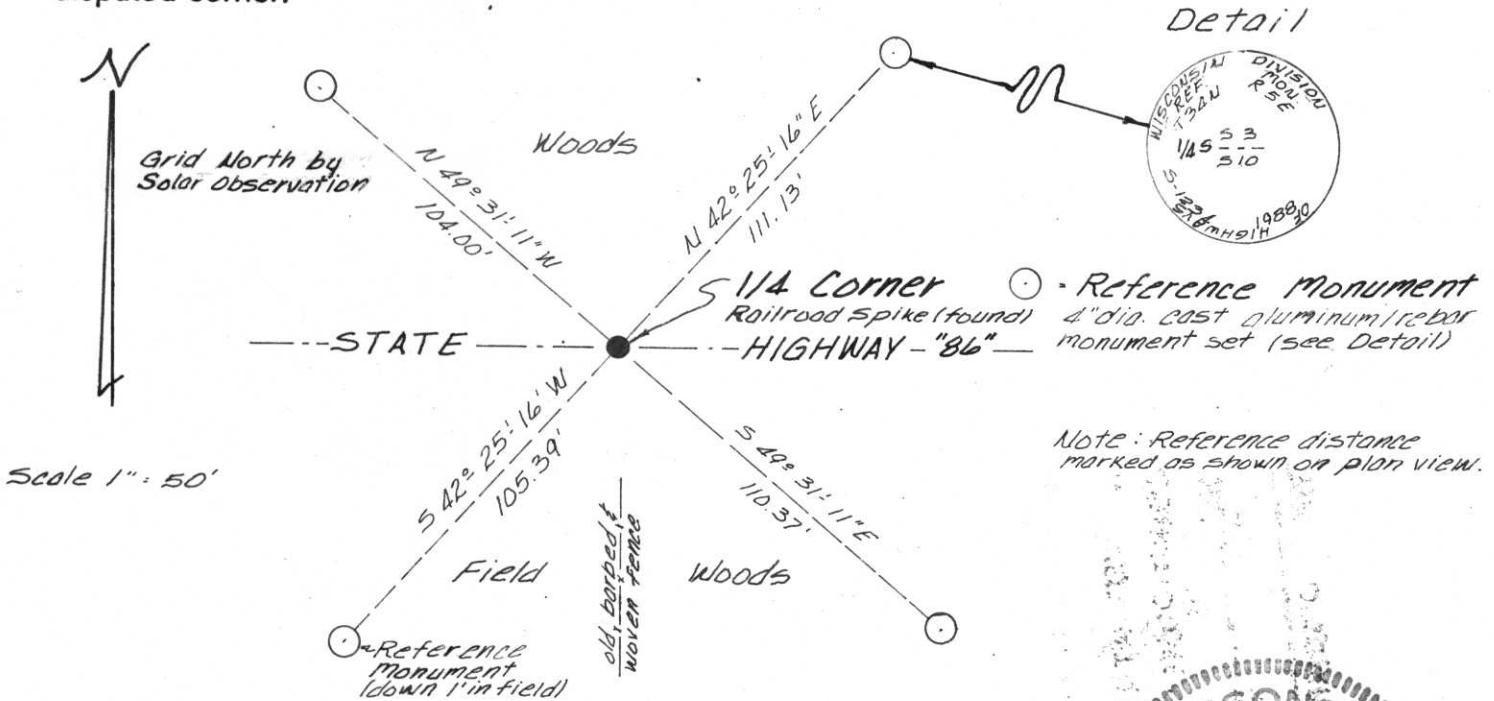 disputed corner.
Detail
N
Grid North by
Solar Observation
Woods
N 49° 31' 11" W
104.00'
N 42° 25' 16" E
111.13'
WISCONSIN DIVISION
REF. MON.
T34N R5E
1/4 S S 3
S 10
S-1234
1988
OF HIGHWAYS
1/4 Corner
Railroad Spike (found)
- Reference Monument
4" dia. cast aluminum/rebar
monument set (see Detail)
STATE HIGHWAY - "86"
Scale 1" = 50'
S 42° 25' 16" W
105.39'
S 49° 31' 11" E
110.37'
Note: Reference distance
marked as shown on plan view.
Field
old, barbed &
woven fence
Woods
Reference
Monument
(down 1' in field)